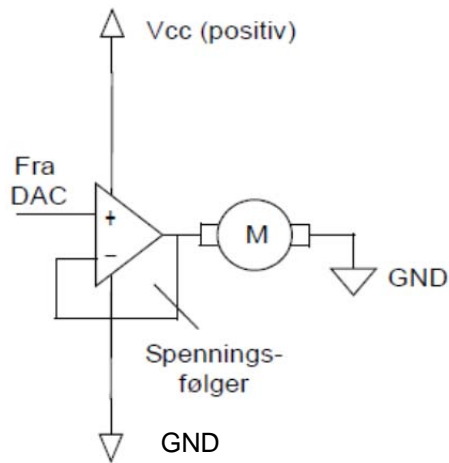 Vcc (positiv)
Fra
DAC
+
−
M
GND
Spennings-
følger
GND